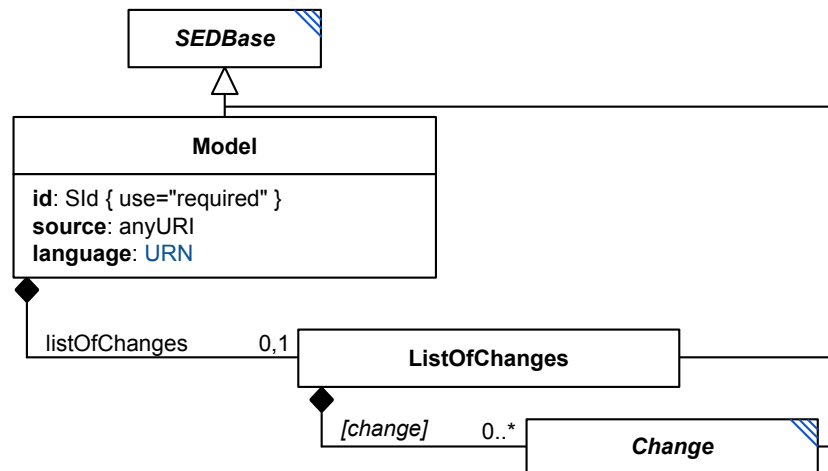 SEDBase
Model
id: SId { use="required" }
source: anyURI
language: URN
listOfChanges 0,1
ListOfChanges
[change] 0..*
Change